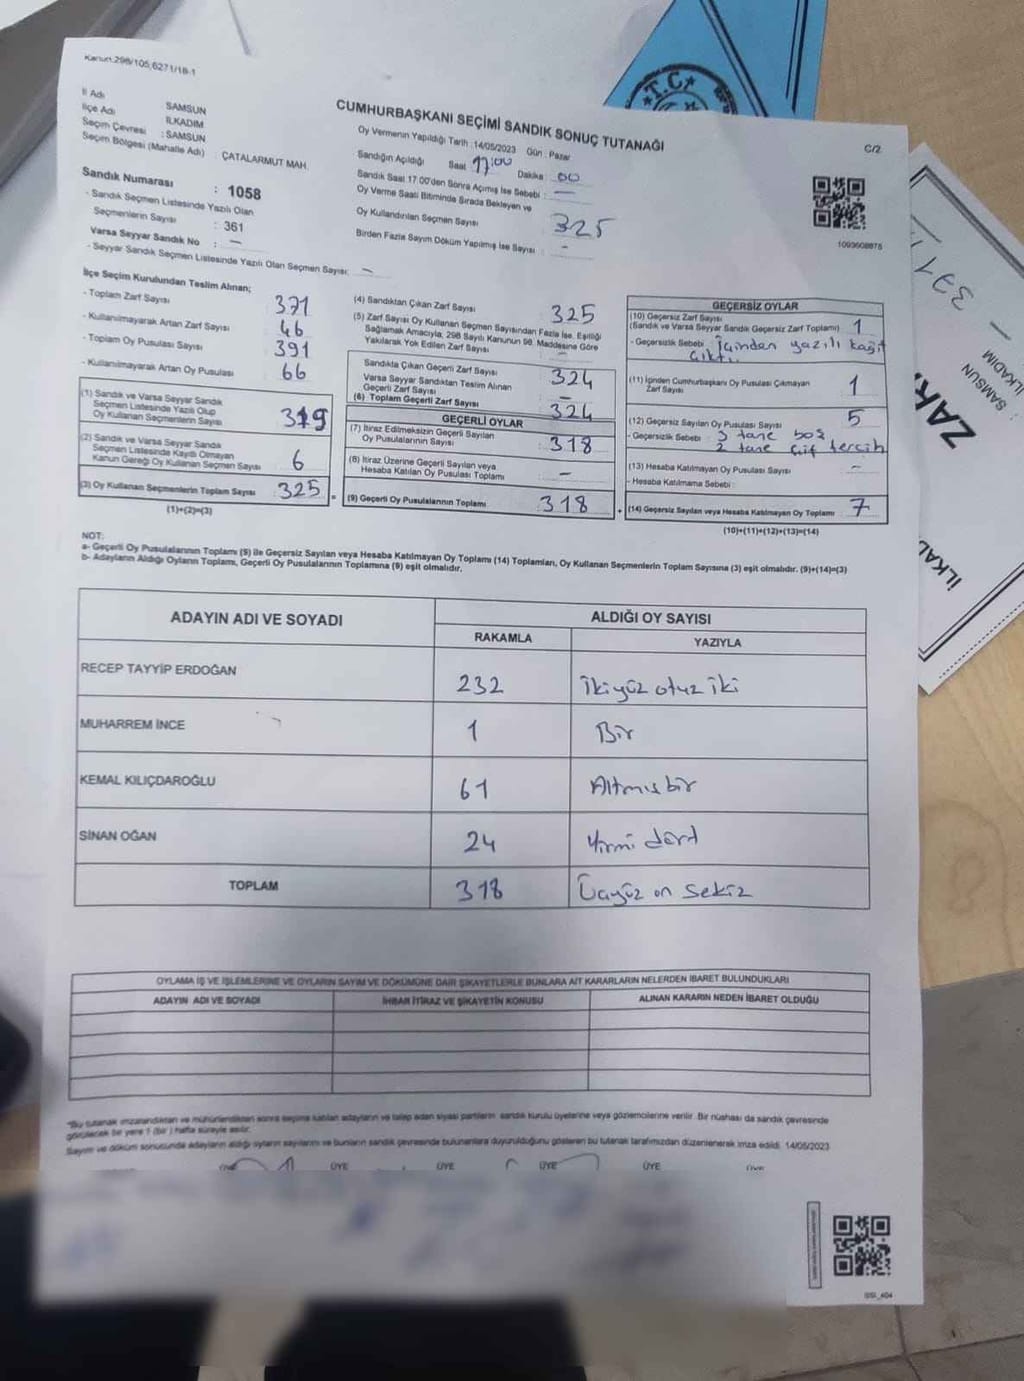 Kanun:298/105,6271/18-1
İl Adı SAMSUN
İlçe Adı İLKADIM
Seçim Çevresi : SAMSUN
Seçim Bölgesi (Mahalle Adı) : ÇATALARMUT MAH.
Sandık Numarası : 1058
- Sandık Seçmen Listesinde Yazılı Olan
Seçmenlerin Sayısı : 361
Varsa Seyyar Sandık No : —
- Seyyar Sandık Seçmen Listesinde Yazılı Olan Seçmen Sayısı: —
CUMHURBAŞKANI SEÇİMİ SANDIK SONUÇ TUTANAĞI
Oy Vermenin Yapıldığı Tarih : 14/05/2023 Gün : Pazar
Sandığın Açıldığı Saat 17:00 Dakika : 00
Sandık Saat 17.00'den Sonra Açımış İse Sebebi : —
Oy Verme Saati Bitiminde Sırada Bekleyen ve
Oy Kullandırılan Seçmen Sayısı 325
Birden Fazla Sayım Döküm Yapılmış İse Sayısı : -
C/2
1093608878
İlçe Seçim Kurulundan Teslim Alınan;
- Toplam Zarf Sayısı 371
- Kullanılmayarak Artan Zarf Sayısı 46
- Toplam Oy Pusulası Sayısı 391
- Kullanılmayarak Artan Oy Pusulası 66
(1) Sandık ve Varsa Seyyar Sandık
Seçmen Listesinde Yazılı Olup
Oy Kullanan Seçmenlerin Sayısı 319
(2) Sandık ve Varsa Seyyar Sandık
Seçmen Listesinde Kayıtlı Olmayan
Kanun Gereği Oy Kullanan Seçmen Sayısı 6
(3) Oy Kullanan Seçmenlerin Toplam Sayısı 325
(1)+(2)=(3)
=
(4) Sandıktan Çıkan Zarf Sayısı 325
(5) Zarf Sayısı Oy Kullanan Seçmen Sayısından Fazla İse, Eşitliği
Sağlamak Amacıyla, 298 Sayılı Kanunun 98. Maddesine Göre
Yakılarak Yok Edilen Zarf Sayısı —
Sandıkta Çıkan Geçerli Zarf Sayısı 324
Varsa Seyyar Sandıktan Teslim Alınan
Geçerli Zarf Sayısı —
(6) Toplam Geçerli Zarf Sayısı 324
GEÇERLİ OYLAR
(7) İtiraz Edilmeksizin Geçerli Sayılan
Oy Pusulalarının Sayısı 318
(8) İtiraz Üzerine Geçerli Sayılan veya
Hesaba Katılan Oy Pusulası Toplamı —
(9) Geçerli Oy Pusulalarının Toplamı 318
+
GEÇERSİZ OYLAR
(10) Geçersiz Zarf Sayısı
(Sandık ve Varsa Seyyar Sandık Geçersiz Zarf Toplamı) 1
- Geçersizlik Sebebi : İçinden yazılı kağıt
çıktı.
(11) İçinden Cumhurbaşkanı Oy Pusulası Çıkmayan
Zarf Sayısı 1
(12) Geçersiz Sayılan Oy Pusulası Sayısı 5
- Geçersizlik Sebebi : 3 tane boş
2 tane çift tercih
(13) Hesaba Katılmayan Oy Pusulası Sayısı —
- Hesaba Katılmama Sebebi :
(14) Geçersiz Sayılan veya Hesaba Katılmayan Oy Toplamı 7
(10)+(11)+(12)+(13)=(14)
NOT:
a- Geçerli Oy Pusulalarının Toplamı (9) ile Geçersiz Sayılan veya Hesaba Katılmayan Oy Toplamı (14) Toplamları, Oy Kullanan Seçmenlerin Toplam Sayısına (3) eşit olmalıdır. (9)+(14)=(3)
b- Adayların Aldığı Oyların Toplamı, Geçerli Oy Pusulalarının Toplamına (9) eşit olmalıdır.
ADAYIN ADI VE SOYADI
ALDIĞI OY SAYISI
RAKAMLA YAZIYLA
RECEP TAYYİP ERDOĞAN 232 İkiyüz otuz iki
MUHARREM İNCE 1 Bir
KEMAL KILIÇDAROĞLU 61 Altmış bir
SİNAN OĞAN 24 Yirmi dört
TOPLAM 318 Üçyüz on sekiz
OYLAMA İŞ VE İŞLEMLERİNE VE OYLARIN SAYIM VE DÖKÜMÜNE DAİR ŞİKAYETLERLE BUNLARA AİT KARARLARIN NELERDEN İBARET BULUNDUKLARI
ADAYIN ADI VE SOYADI İHBAR İTİRAZ VE ŞİKAYETİN KONUSU ALINAN KARARIN NEDEN İBARET OLDUĞU
"Bu tutanak imzalandıktan ve mühürlendikten sonra seçime katılan adayların ve talep eden siyasi partilerin sandık kurulu üyelerine veya gözlemcilerine verilir. Bir nüshası da sandık çevresinde
görülecek bir yere 1 (bir) hafta süreyle asılır.
Sayım ve döküm sonucunda adayların aldığı oyların sayılarını ve bunların sandık çevresinde bulunanlara duyurulduğunu gösteren bu tutanak tarafımızdan düzenlenerek imza edildi. 14/05/2023
ÜYE ÜYE ÜYE ÜYE
T.C.
371
SAMSUN
İLKADIM
ZAR
İLKAD